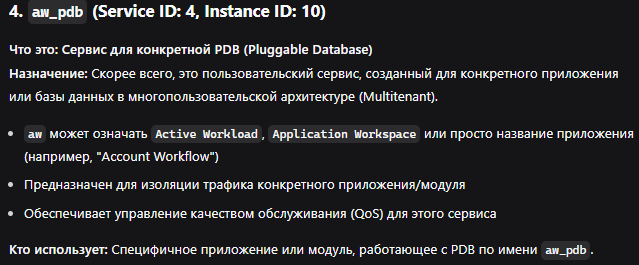 4. aw_pdb (Service ID: 4, Instance ID: 10)
Что это: Сервис для конкретной PDB (Pluggable Database)
Назначение: Скорее всего, это пользовательский сервис, созданный для конкретного приложения
или базы данных в многопользовательской архитектуре (Multitenant).
• aw может означать Active Workload, Application Workspace или просто название приложения
(например, "Account Workflow")
• Предназначен для изоляции трафика конкретного приложения/модуля
• Обеспечивает управление качеством обслуживания (QoS) для этого сервиса
Кто использует: Специфичное приложение или модуль, работающее с PDB по имени aw_pdb.